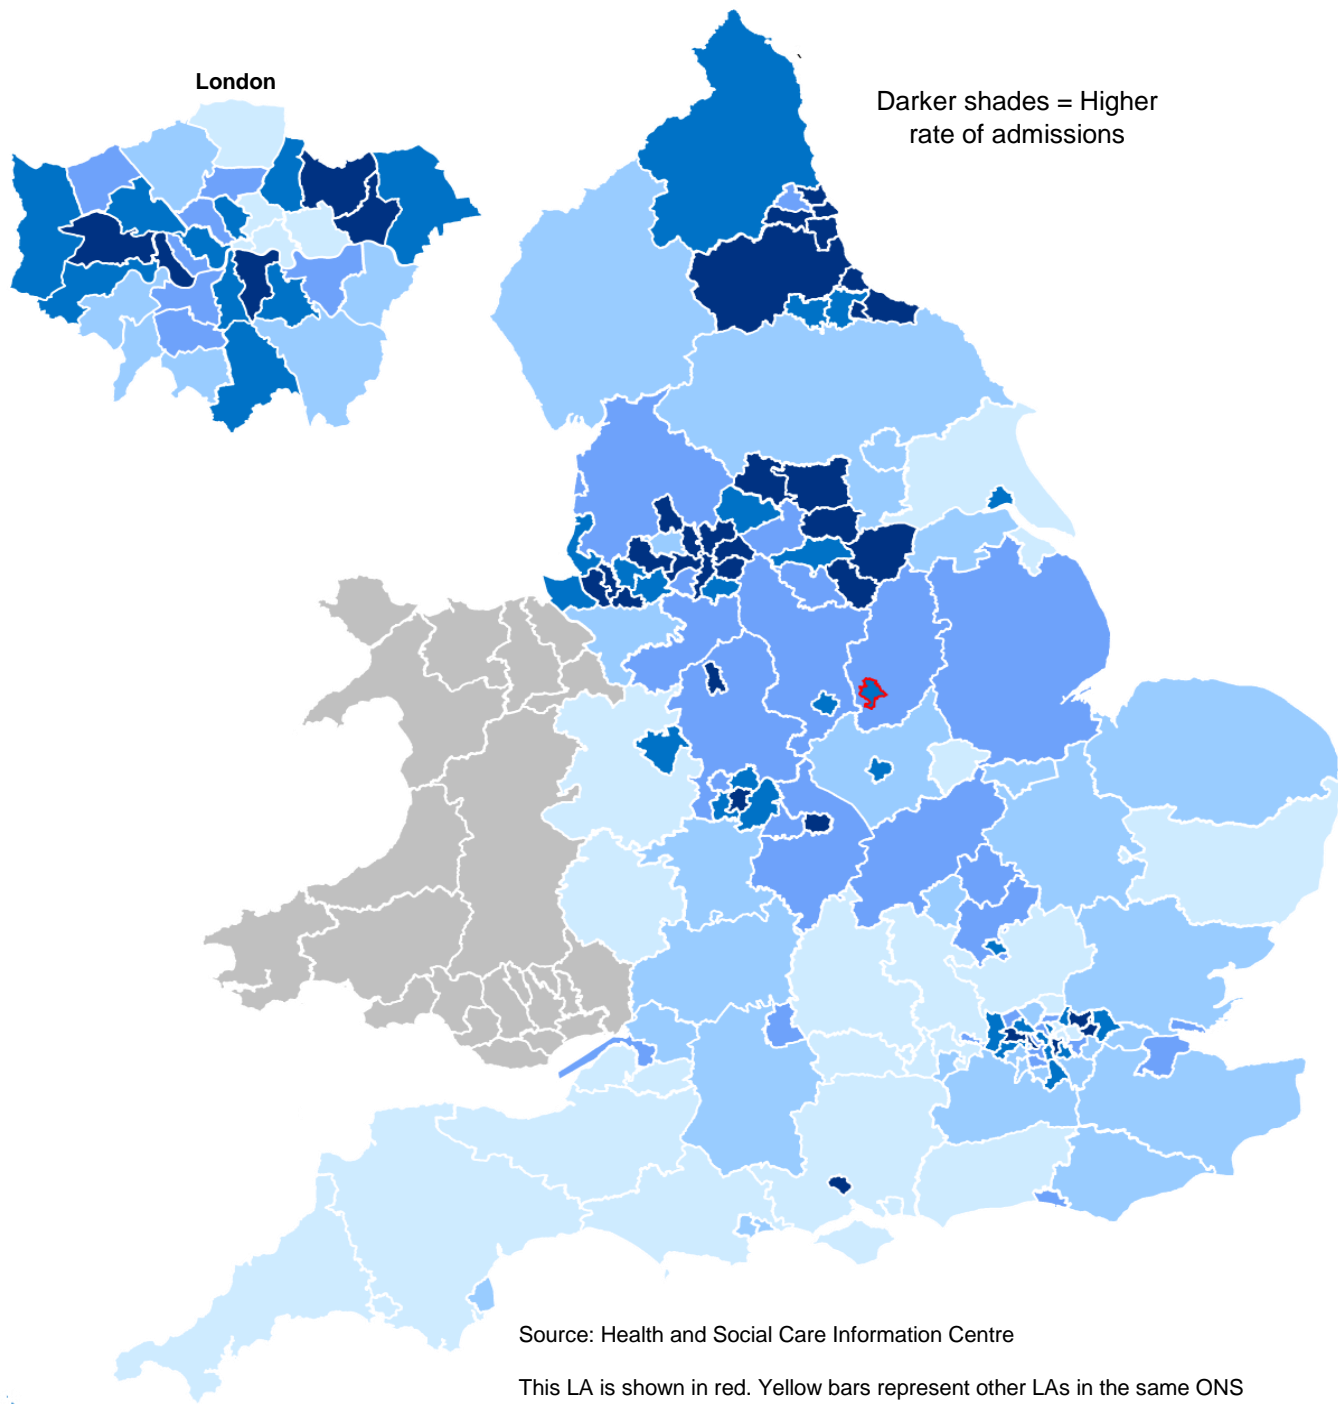 London
Darker shades = Higher
rate of admissions
Source: Health and Social Care Information Centre
This LA is shown in red. Yellow bars represent other LAs in the same ONS